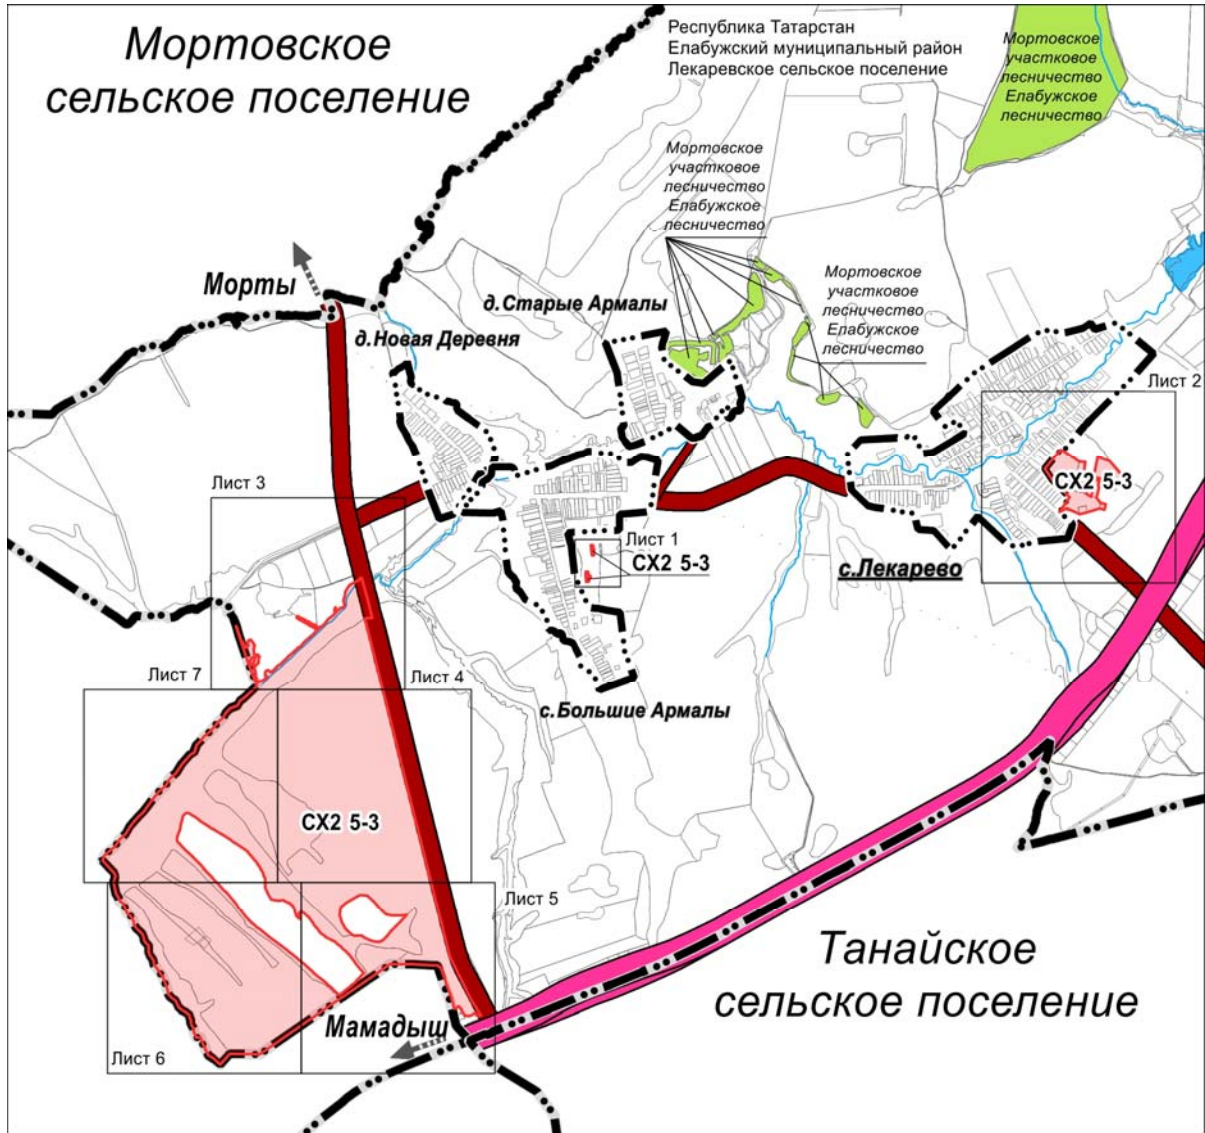 Мортовское
сельское поселение
Республика Татарстан
Елабужский муниципальный район
Лекаревское сельское поселение
Мортовское
участковое
лесничество
Елабужское
лесничество
Мортовское
участковое
лесничество
Елабужское
лесничество
Мортовское
участковое
лесничество
Елабужское
лесничество
Морты
д.Старые Армалы
д.Новая Деревня
Лист 2
СХ2 5-3
Лист 3
Лист 1
СХ2 5-3
с.Лекарево
Лист 7
Лист 4
с.Большие Армалы
СХ2 5-3
Лист 5
Танайское
сельское поселение
Мамадыш
Лист 6